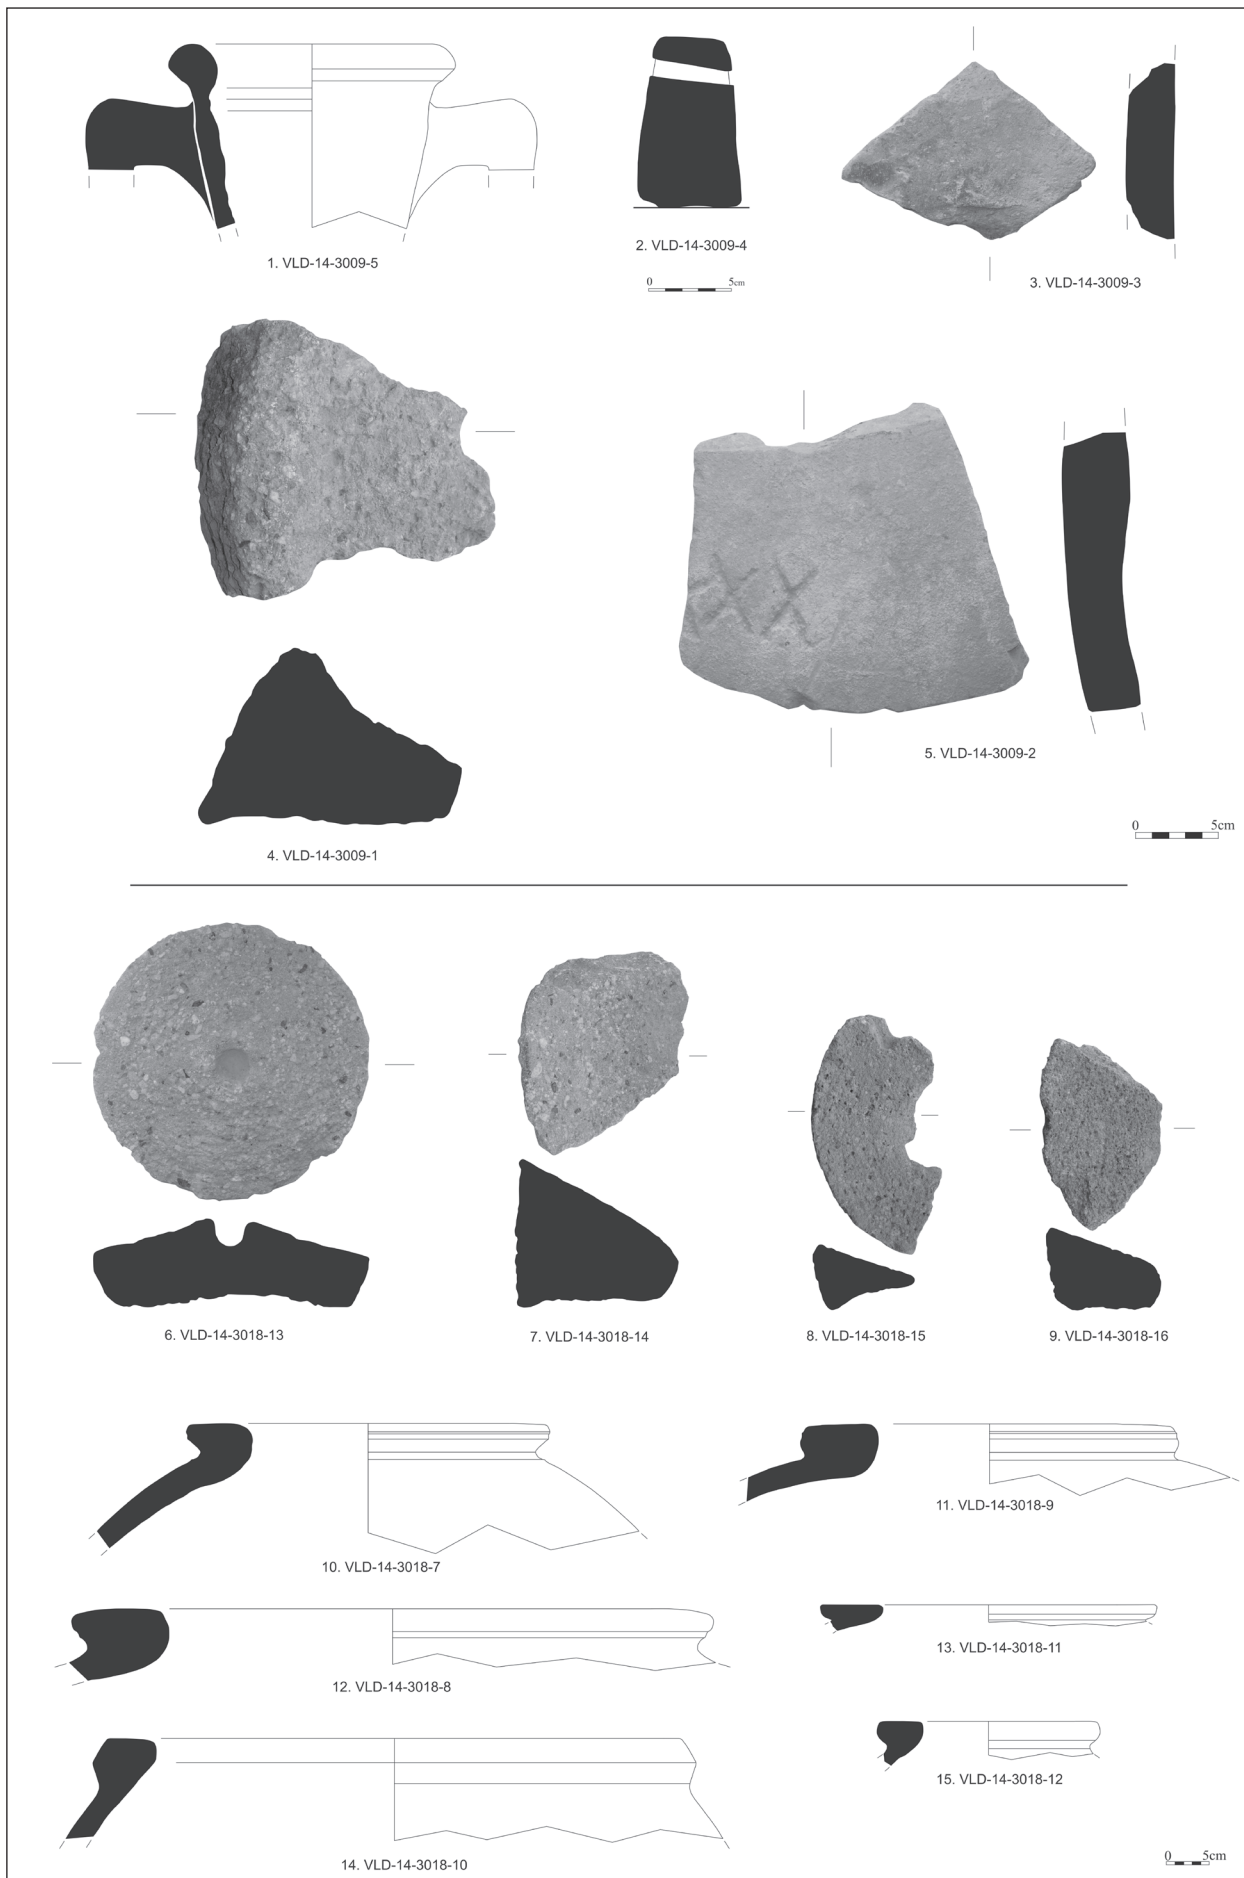 1. VLD-14-3009-5
2. VLD-14-3009-4
0 5cm
3. VLD-14-3009-3
XX
5. VLD-14-3009-2
0 5cm
4. VLD-14-3009-1
6. VLD-14-3018-13
7. VLD-14-3018-14
8. VLD-14-3018-15
9. VLD-14-3018-16
10. VLD-14-3018-7
11. VLD-14-3018-9
12. VLD-14-3018-8
13. VLD-14-3018-11
14. VLD-14-3018-10
15. VLD-14-3018-12
0 5cm